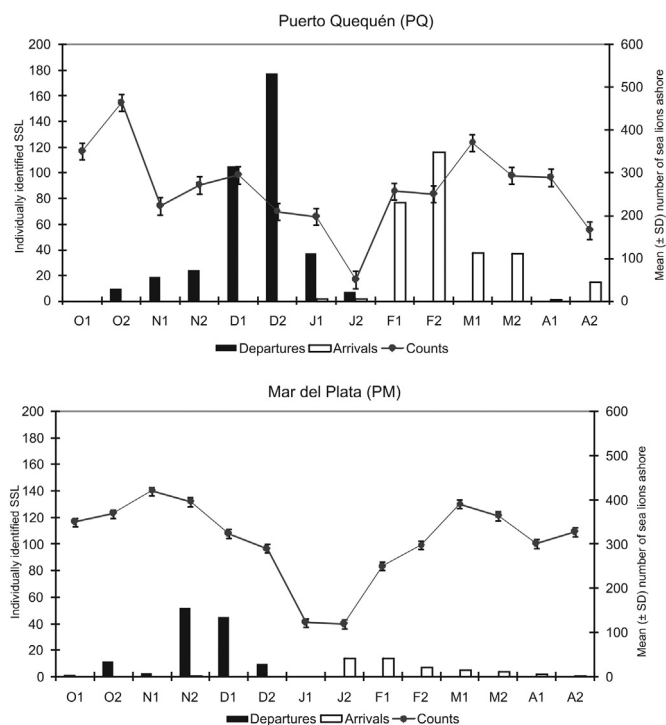 Puerto Quequén (PQ)
200 600
180
160 500
140
120 400
100 300
80
60 200
40 100
20
0 0
Individually identified SSL
Mean (± SD) number of sea lions ashore
O1 O2 N1 N2 D1 D2 J1 J2 F1 F2 M1 M2 A1 A2
Departures Arrivals Counts
Mar del Plata (PM)
200 600
180
160 500
140
120 400
100 300
80
60 200
40 100
20
0 0
Individually identified SSL
Mean (± SD) number of sea lions ashore
O1 O2 N1 N2 D1 D2 J1 J2 F1 F2 M1 M2 A1 A2
Departures Arrivals Counts